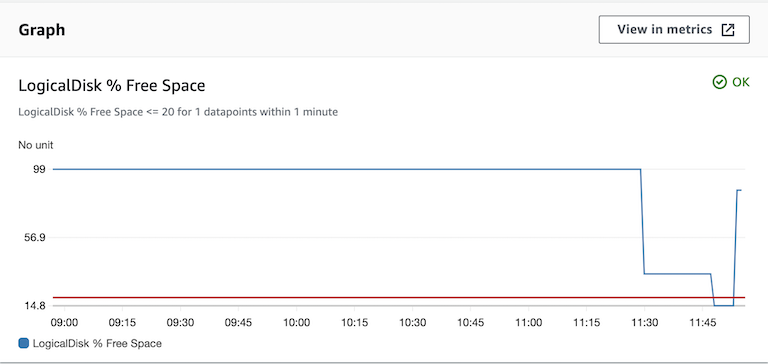 Graph
View in metrics
LogicalDisk % Free Space
OK
LogicalDisk % Free Space <= 20 for 1 datapoints within 1 minute
No unit
99
56.9
14.8
09:00 09:15 09:30 09:45 10:00 10:15 10:30 10:45 11:00 11:15 11:30 11:45
LogicalDisk % Free Space